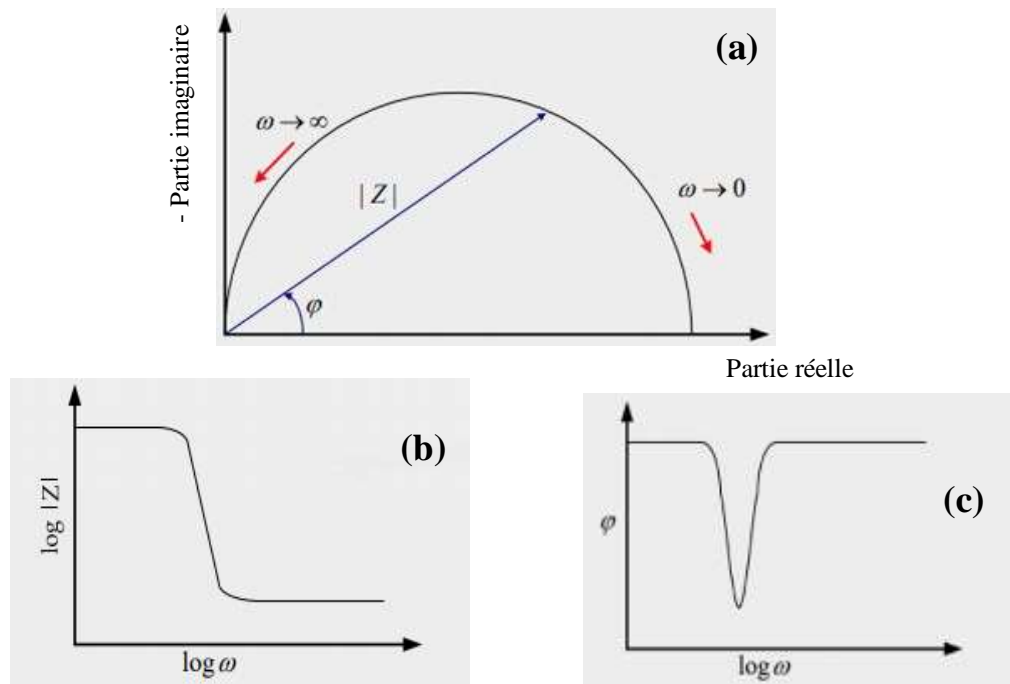 (a)
- Partie imaginaire
ω → ∞
| Z |
ω → 0
φ
Partie réelle
(b)
log |Z|
log ω
(c)
φ
log ω